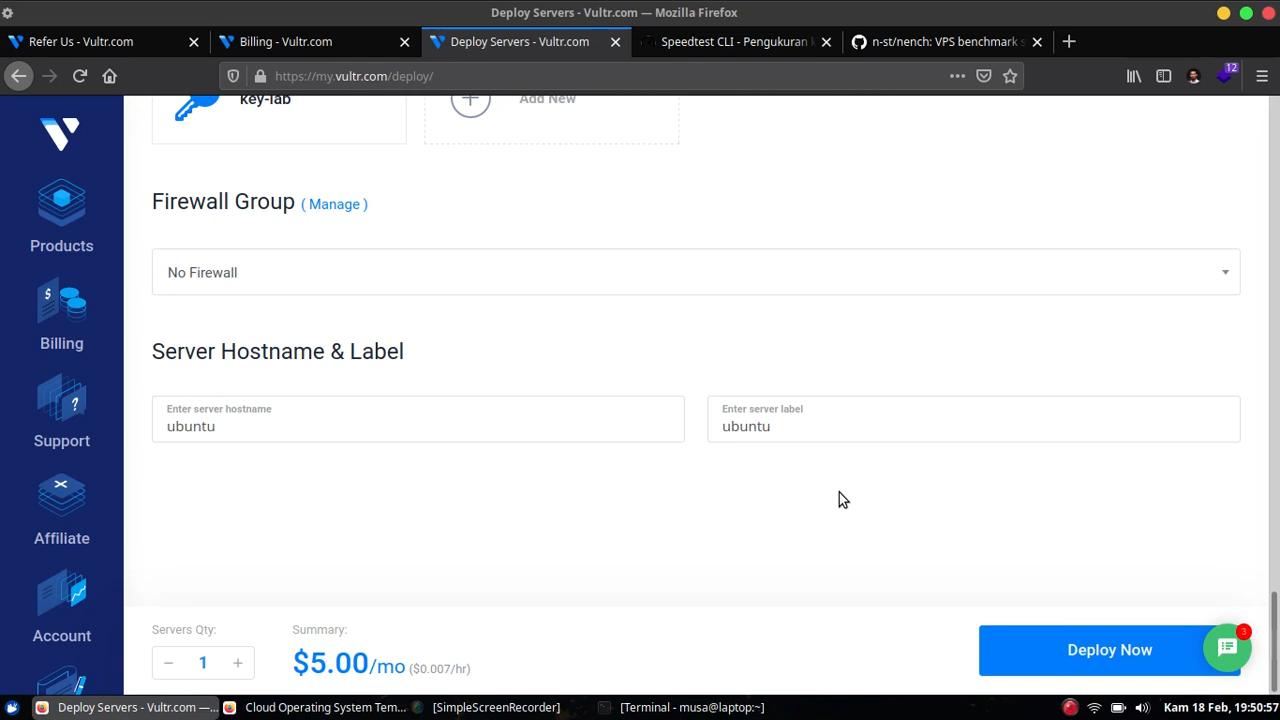 Deploy Servers - Vultr.com — Mozilla Firefox
Refer Us - Vultr.com
Billing - Vultr.com
Deploy Servers - Vultr.com
Speedtest CLI - Pengukuran
n-st/nench: VPS benchmark s
https://my.vultr.com/deploy/
12
key-lab
Add New
Products
Firewall Group ( Manage )
No Firewall
Billing
Server Hostname & Label
Enter server hostname
ubuntu
Enter server label
ubuntu
Support
Affiliate
Account
Servers Qty:
1
Summary:
$5.00/mo ($0.007/hr)
Deploy Now
3
Deploy Servers - Vultr.com —...
Cloud Operating System Tem...
[SimpleScreenRecorder]
[Terminal - musa@laptop:~]
Kam 18 Feb, 19:50:57